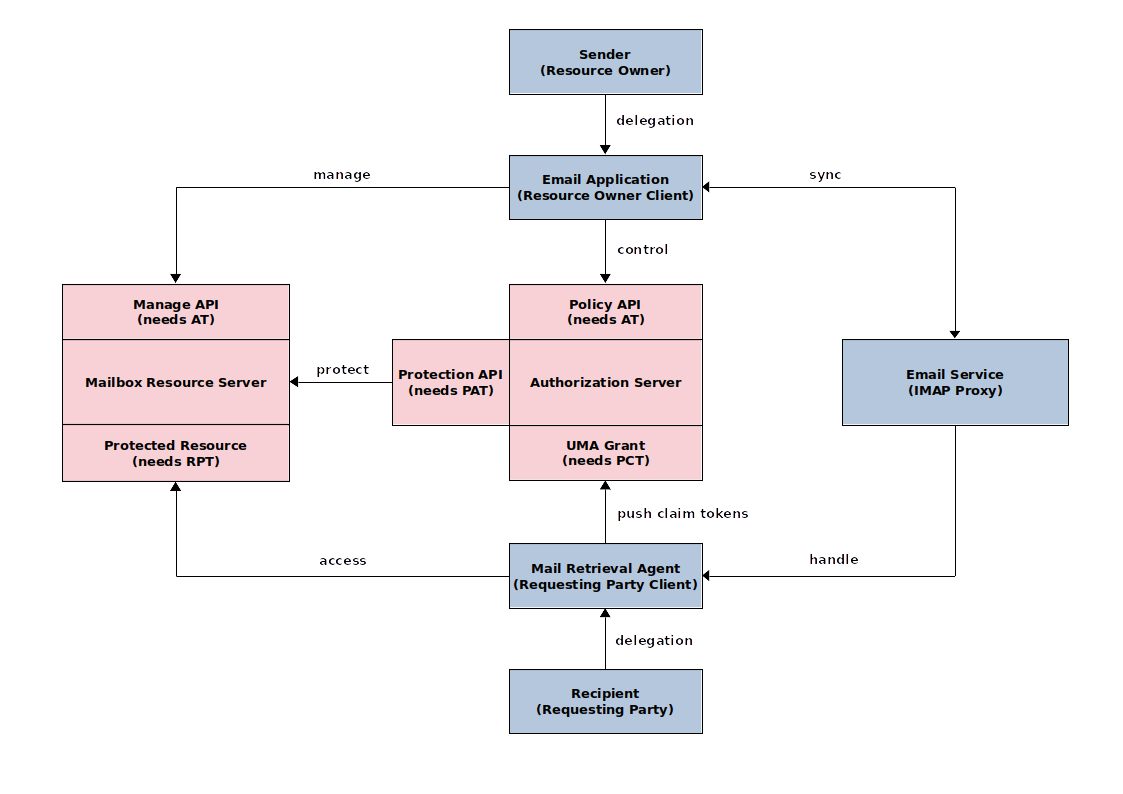 Sender
(Resource Owner)
delegation
manage
Email Application
(Resource Owner Client)
sync
control
Manage API
(needs AT)
Policy API
(needs AT)
protect
Mailbox Resource Server
Protection API
(needs PAT)
Authorization Server
Email Service
(IMAP Proxy)
Protected Resource
(needs RPT)
UMA Grant
(needs PCT)
push claim tokens
access
Mail Retrieval Agent
(Requesting Party Client)
handle
delegation
Recipient
(Requesting Party)